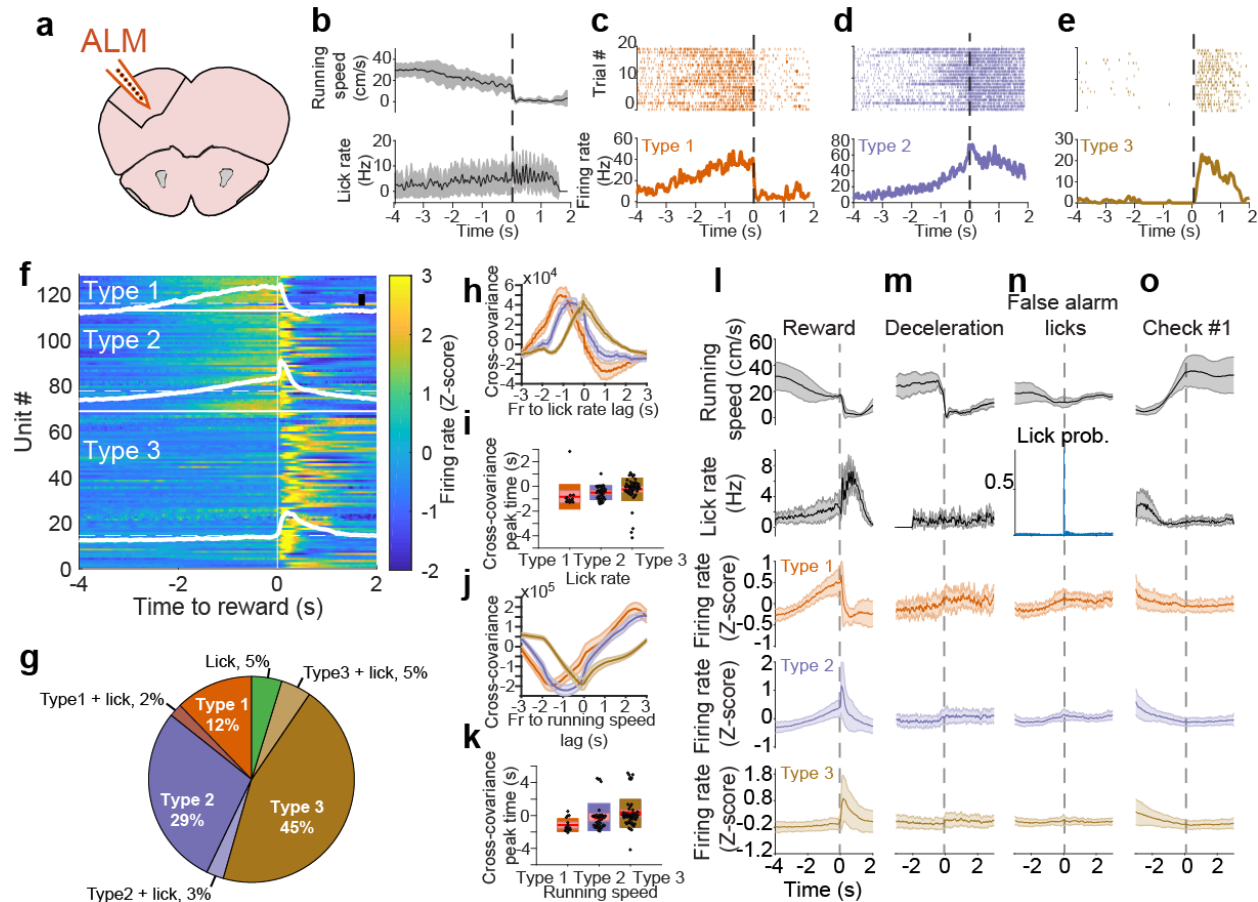 a
ALM
b
Running
speed
(cm/s)
40
20
0
Lick rate
(Hz)
20
10
0
-4 -3 -2 -1 0 1 2
Time (s)
c
Trial #
20
10
0
Type 1
Firing rate
(Hz)
60
40
20
0
-4 -3 -2 -1 0 1 2
Time (s)
d
Type 2
80
60
40
20
0
-4 -3 -2 -1 0 1 2
Time (s)
e
Type 3
30
20
10
0
-4 -3 -2 -1 0 1 2
Time (s)
f
Unit #
120
100
80
60
40
20
0
Type 1
Type 2
Type 3
-4 -2 0 2
Time to reward (s)
3
2
1
0
-1
-2
Firing rate (Z-score)
g
Lick, 5%
Type3 + lick, 5%
Type1 + lick, 2%
Type 1
12%
Type 2
29%
Type 3
45%
Type2 + lick, 3%
h
×10⁴
Cross-covariance
6
4
2
0
-2
-4
-3 -2 -1 0 1 2 3
Fr to lick rate lag (s)
i
Cross-covariance
peak time (s)
2
0
-2
-4
Type 1 Type 2 Type 3
Lick rate
j
×10⁵
Cross-covariance
2
1
0
-1
-2
-3 -2 -1 0 1 2 3
Fr to running speed
lag (s)
k
Cross-covariance
peak time (s)
4
0
-4
Type 1 Type 2 Type 3
Running speed
l
Reward
Running
speed (cm/s)
60
40
20
0
Lick rate
(Hz)
8
4
0
Type 1
Firing rate
(Z-score)
1
0.5
0
-0.5
-1
Type 2
Firing rate
(Z-score)
2
1
0
-1
Type 3
Firing rate
(Z-score)
1.8
0.8
-0.2
-1.2
-4 -2 0 2
Time (s)
m
Deceleration
-2 0 2
n
False alarm
licks
Lick prob.
0.5
-2 0 2
o
Check #1
-2 0 2